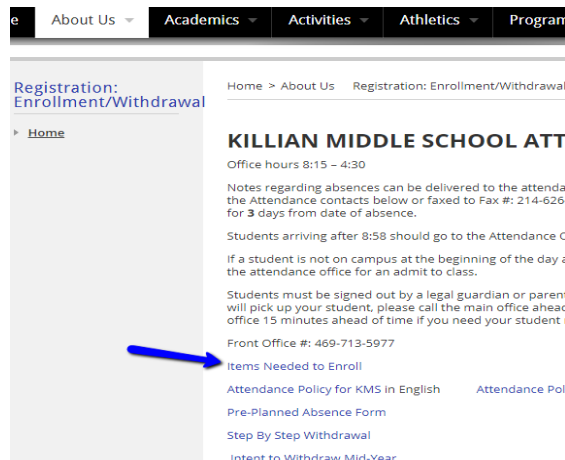 e About Us Academics Activities Athletics Program
Registration:
Enrollment/Withdrawal
Home
Home > About Us Registration: Enrollment/Withdrawal
KILLIAN MIDDLE SCHOOL ATT
Office hours 8:15 – 4:30
Notes regarding absences can be delivered to the attenda
the Attendance contacts below or faxed to Fax #: 214-626
for 3 days from date of absence.
Students arriving after 8:58 should go to the Attendance
If a student is not on campus at the beginning of the day a
the attendance office for an admit to class.
Students must be signed out by a legal guardian or paren
will pick up your student, please call the main office ahead
office 15 minutes ahead of time if you need your student
Front Office #: 469-713-5977
Items Needed to Enroll
Attendance Policy for KMS in English Attendance Pol
Pre-Planned Absence Form
Step By Step Withdrawal
Intent to Withdraw Mid-Year